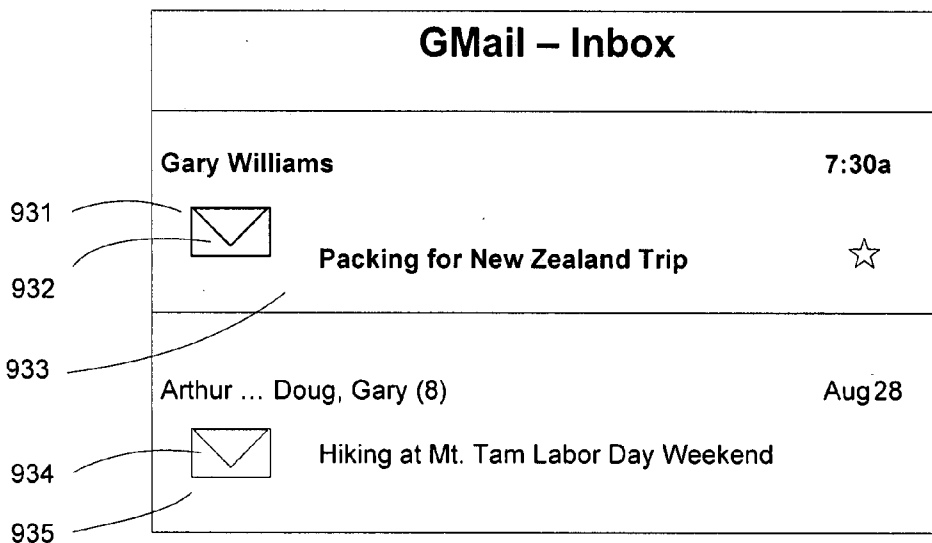 GMail – Inbox
Gary Williams 7:30a
931
932 Packing for New Zealand Trip
933
Arthur ... Doug, Gary (8) Aug 28
934 Hiking at Mt. Tam Labor Day Weekend
935